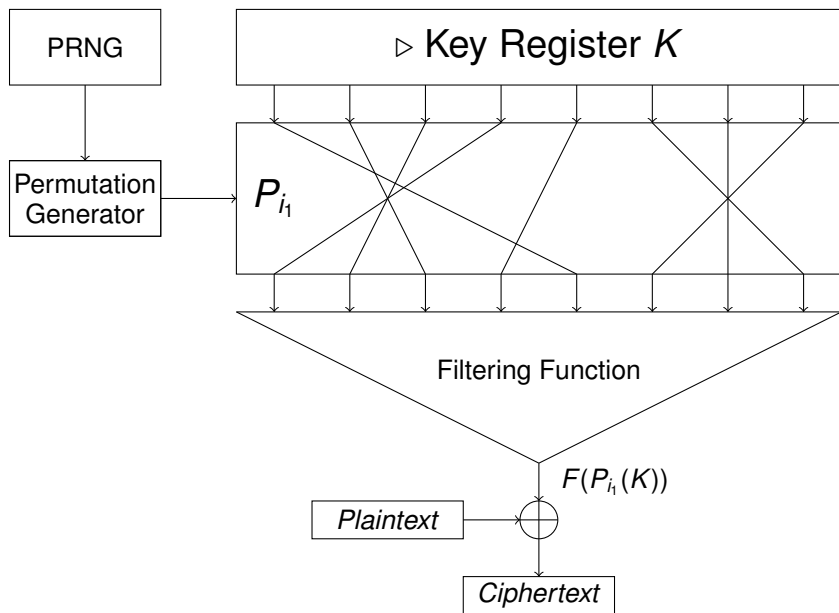 PRNG
▷ Key Register K
Permutation
Generator
P_{i_1}
Filtering Function
F(P_{i_1}(K))
Plaintext
Ciphertext